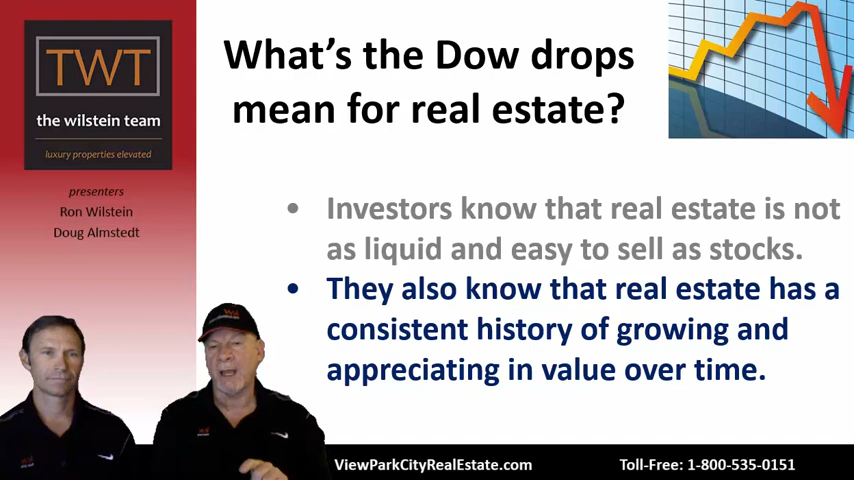 TWT
the wilstein team
luxury properties elevated
presenters
Ron Wilstein
Doug Almstedt
What's the Dow drops
mean for real estate?
• Investors know that real estate is not
as liquid and easy to sell as stocks.
• They also know that real estate has a
consistent history of growing and
appreciating in value over time.
ViewParkCityRealEstate.com
Toll-Free: 1-800-535-0151